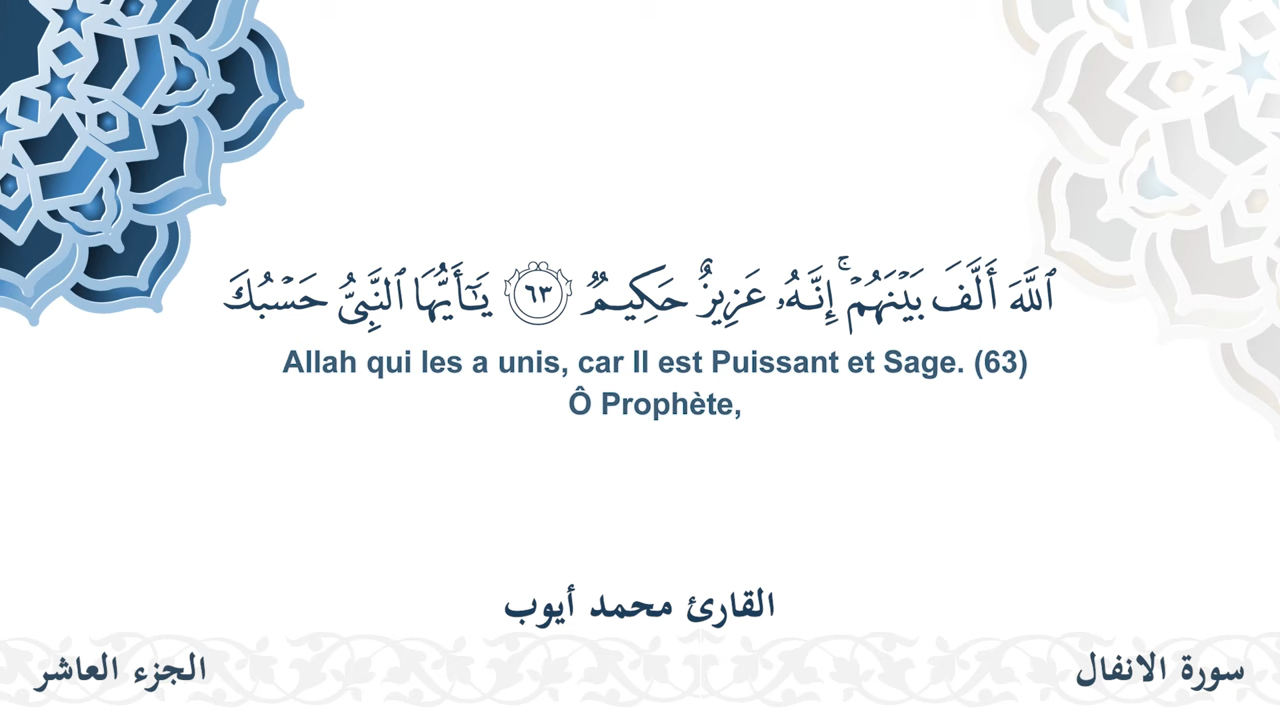 ٱللَّهَ أَلَّفَ بَيۡنَهُمۡۚ إِنَّهُۥ عَزِيزٌ حَكِيمٞ ٦٣ يَٰٓأَيُّهَا ٱلنَّبِيُّ حَسۡبُكَ
Allah qui les a unis, car Il est Puissant et Sage. (63)
Ô Prophète,
القارئ محمد أيوب
سورة الانفال
الجزء العاشر